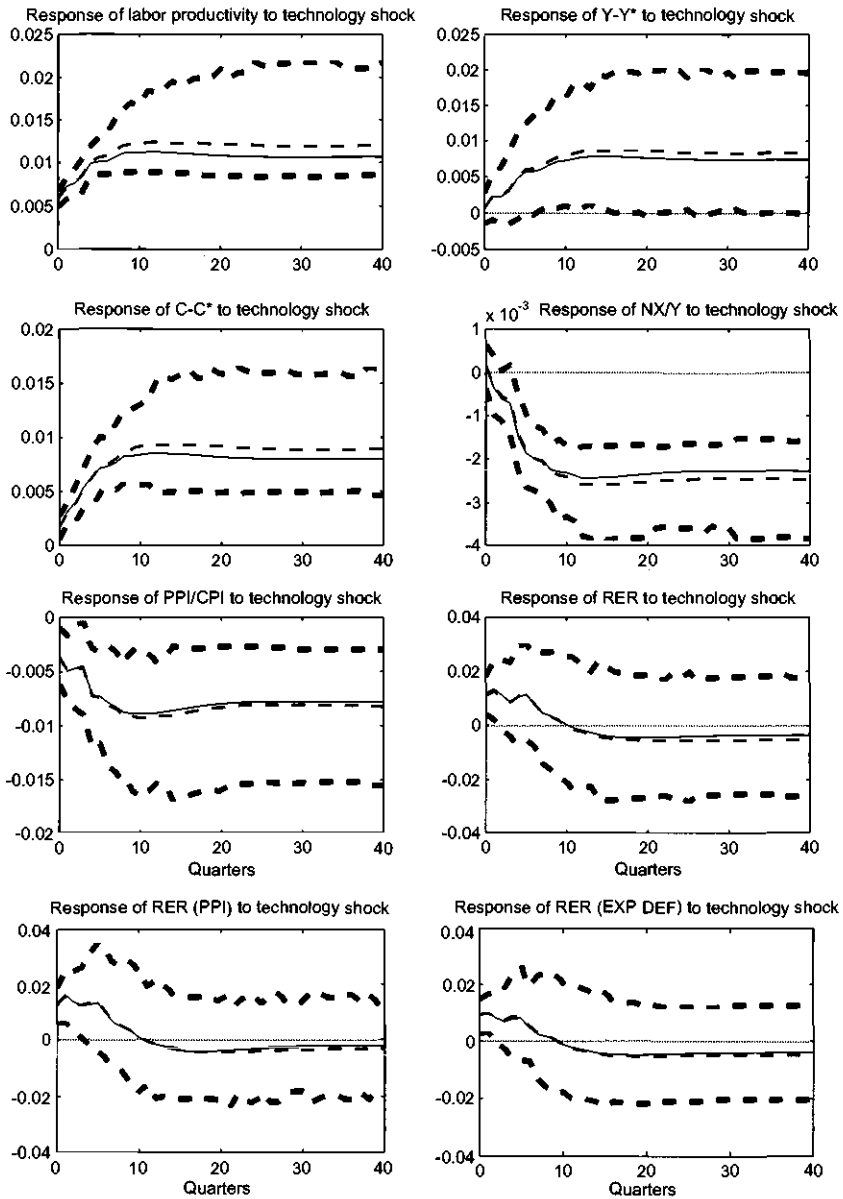 Response of labor productivity to technology shock
0.025
0.02
0.015
0.01
0.005
0
0 10 20 30 40
Response of Y-Y* to technology shock
0.025
0.02
0.015
0.01
0.005
0
-0.005
0 10 20 30 40
Response of C-C* to technology shock
0.02
0.015
0.01
0.005
0
0 10 20 30 40
x 10-3 Response of NX/Y to technology shock
1
0
-1
-2
-3
-4
0 10 20 30 40
Response of PPI/CPI to technology shock
0
-0.005
-0.01
-0.015
-0.02
0 10 20 30 40
Quarters
Response of RER to technology shock
0.04
0.02
0
-0.02
-0.04
0 10 20 30 40
Quarters
Response of RER (PPI) to technology shock
0.04
0.02
0
-0.02
-0.04
0 10 20 30 40
Quarters
Response of RER (EXP DEF) to technology shock
0.04
0.02
0
-0.02
-0.04
0 10 20 30 40
Quarters